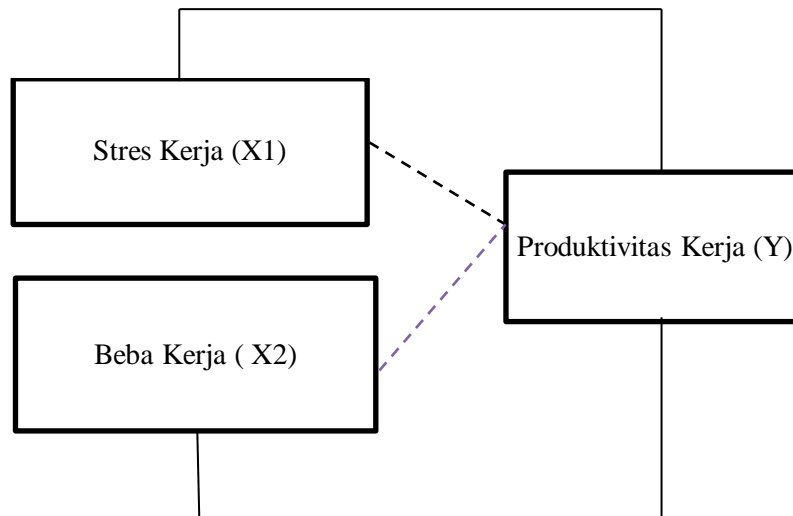 Stres Kerja (X1)
Produktivitas Kerja (Y)
Beba Kerja ( X2)